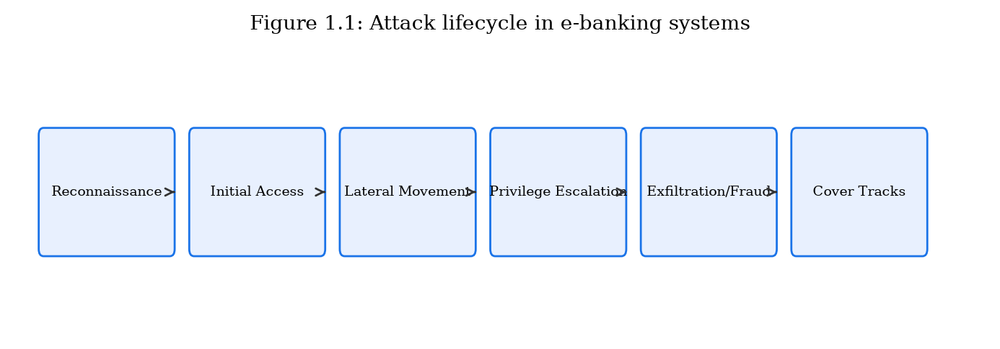 Figure 1.1: Attack lifecycle in e-banking systems
Reconnaissance
Initial Access
Lateral Movement
Privilege Escalation
Exfiltration/Fraud
Cover Tracks